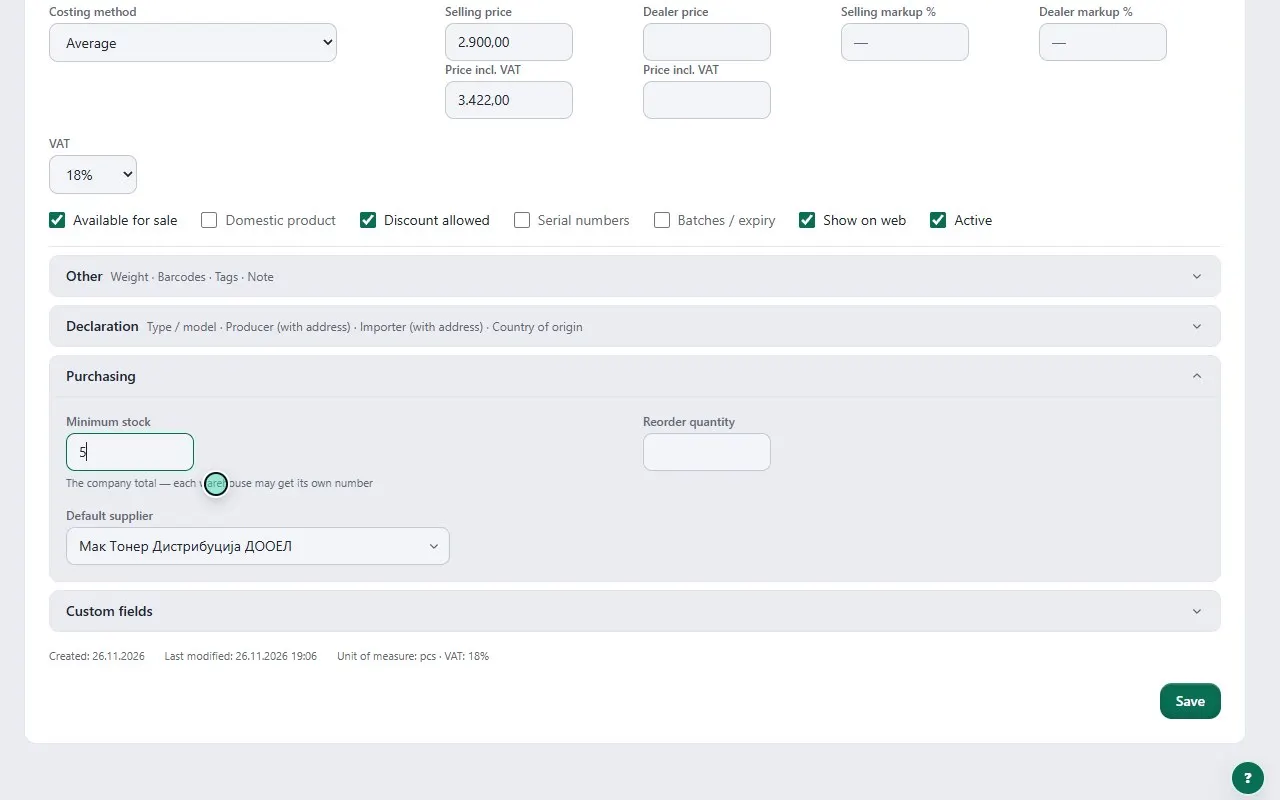 Costing method
Selling price
Dealer price
Selling markup %
Dealer markup %
Average
2.900,00
—
—
Price incl. VAT
Price incl. VAT
3.422,00
VAT
18%
Available for sale
Domestic product
Discount allowed
Serial numbers
Batches / expiry
Show on web
Active
Other Weight · Barcodes · Tags · Note
Declaration Type / model · Producer (with address) · Importer (with address) · Country of origin
Purchasing
Minimum stock
Reorder quantity
5
The company total — each warehouse may get its own number
Default supplier
Мак Тонер Дистрибуција ДООЕЛ
Custom fields
Created: 26.11.2026 Last modified: 26.11.2026 19:06 Unit of measure: pcs · VAT: 18%
Save
?